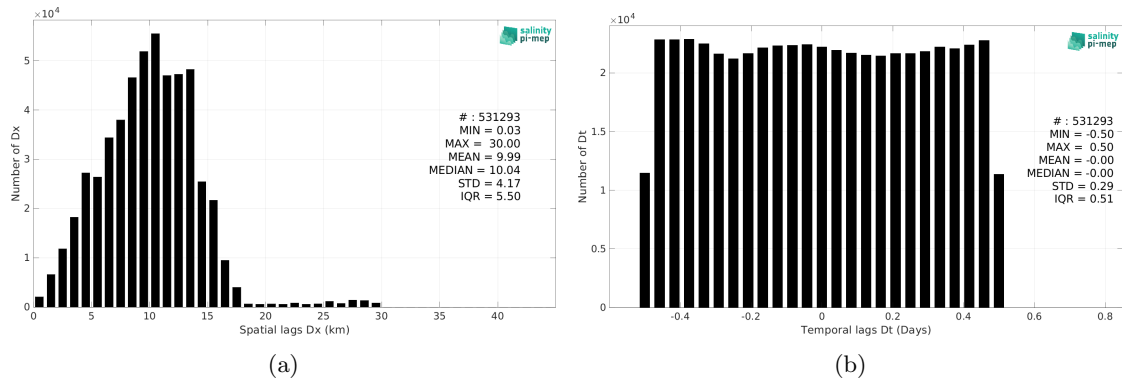 ×10⁴
5
4
3
2
1
0
Number of Dx
0 5 10 15 20 25 30 35 40
Spatial lags Dx (km)
salinity
pi-mep
# : 531293
MIN = 0.03
MAX = 30.00
MEAN = 9.99
MEDIAN = 10.04
STD = 4.17
IQR = 5.50
(a)
×10⁴
2
1.5
1
0.5
0
Number of Dt
-0.4 -0.2 0 0.2 0.4 0.6 0.8
Temporal lags Dt (Days)
salinity
pi-mep
# : 531293
MIN = -0.50
MAX = 0.50
MEAN = -0.00
MEDIAN = -0.00
STD = 0.29
IQR = 0.51
(b)